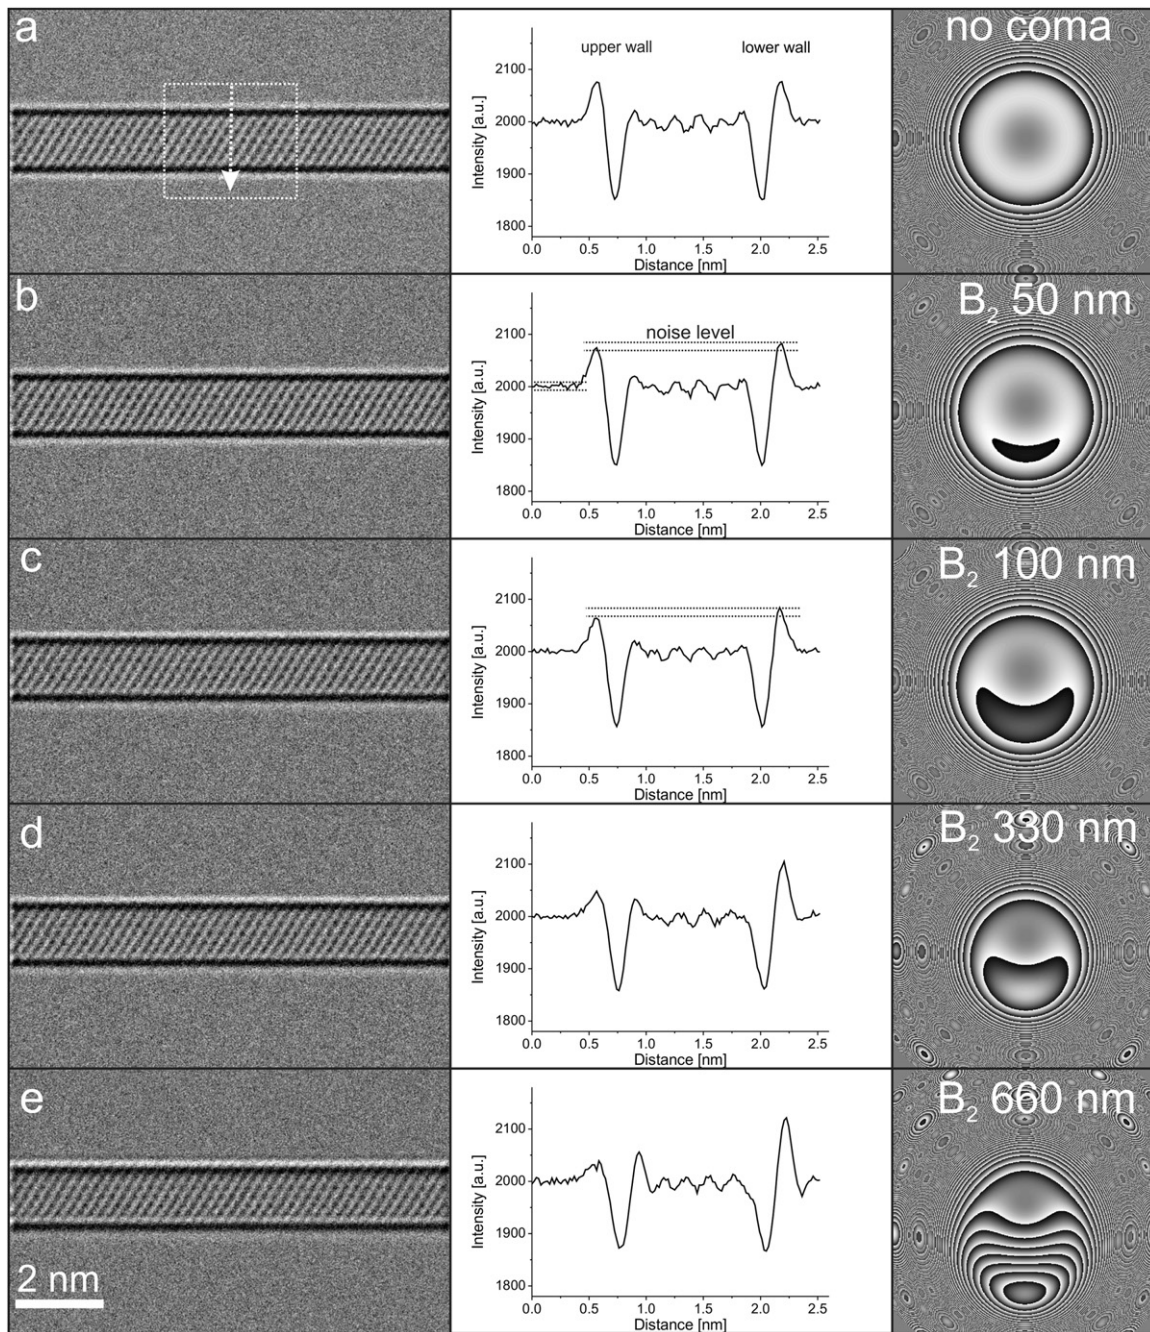 a
upper wall
lower wall
no coma
Intensity [a.u.]
2100
2000
1900
1800
0.0 0.5 1.0 1.5 2.0 2.5
Distance [nm]
b
noise level
B₂ 50 nm
Intensity [a.u.]
2100
2000
1900
1800
0.0 0.5 1.0 1.5 2.0 2.5
Distance [nm]
c
B₂ 100 nm
Intensity [a.u.]
2100
2000
1900
1800
0.0 0.5 1.0 1.5 2.0 2.5
Distance [nm]
d
B₂ 330 nm
Intensity [a.u.]
2100
2000
1900
1800
0.0 0.5 1.0 1.5 2.0 2.5
Distance [nm]
e
B₂ 660 nm
Intensity [a.u.]
2100
2000
1900
1800
0.0 0.5 1.0 1.5 2.0 2.5
Distance [nm]
2 nm